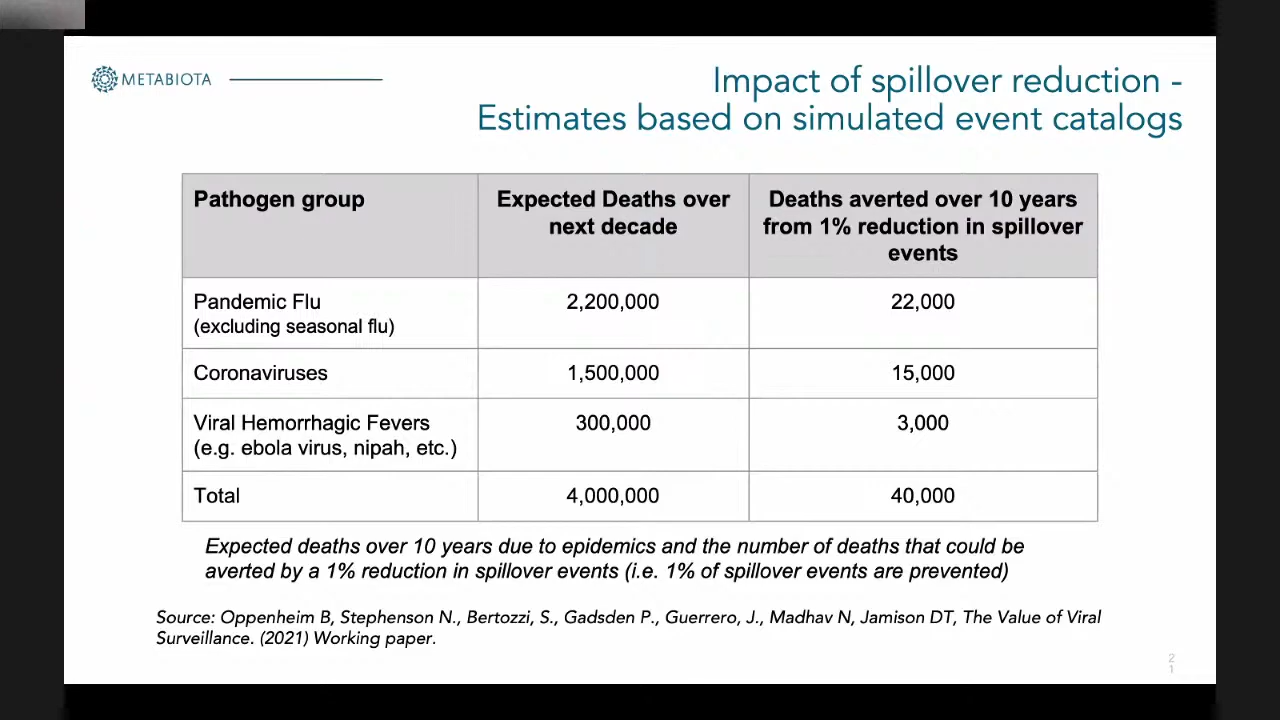 METABIOTA
Impact of spillover reduction -
Estimates based on simulated event catalogs
Pathogen group
Expected Deaths over
next decade
Deaths averted over 10 years
from 1% reduction in spillover
events
Pandemic Flu
(excluding seasonal flu)
2,200,000
22,000
Coronaviruses
1,500,000
15,000
Viral Hemorrhagic Fevers
(e.g. ebola virus, nipah, etc.)
300,000
3,000
Total
4,000,000
40,000
Expected deaths over 10 years due to epidemics and the number of deaths that could be
averted by a 1% reduction in spillover events (i.e. 1% of spillover events are prevented)
Source: Oppenheim B, Stephenson N., Bertozzi, S., Gadsden P., Guerrero, J., Madhav N, Jamison DT, The Value of Viral
Surveillance. (2021) Working paper.
2
1